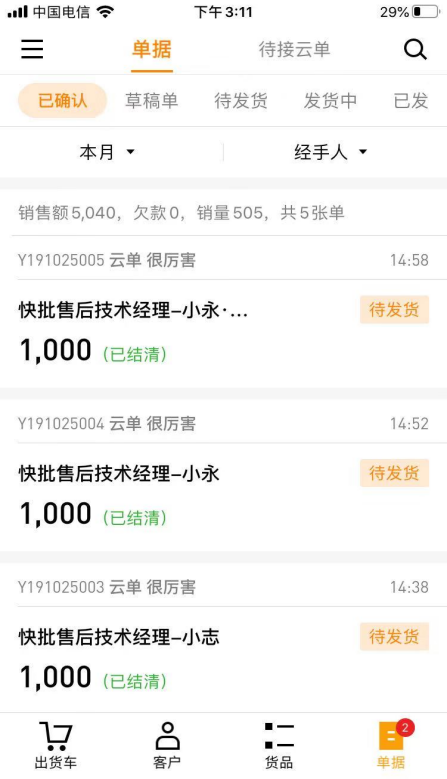 中国电信 下午3:11 29%
单据 待接云单
已确认 草稿单 待发货 发货中 已发
本月 经手人
销售额5,040，欠款0，销量505，共5张单
Y191025005 云单 很厉害 14:58
快批售后技术经理-小永·... 待发货
1,000 （已结清）
Y191025004 云单 很厉害 14:52
快批售后技术经理-小永 待发货
1,000 （已结清）
Y191025003 云单 很厉害 14:38
快批售后技术经理-小志 待发货
1,000 （已结清）
2
出货车 客户 货品 单据